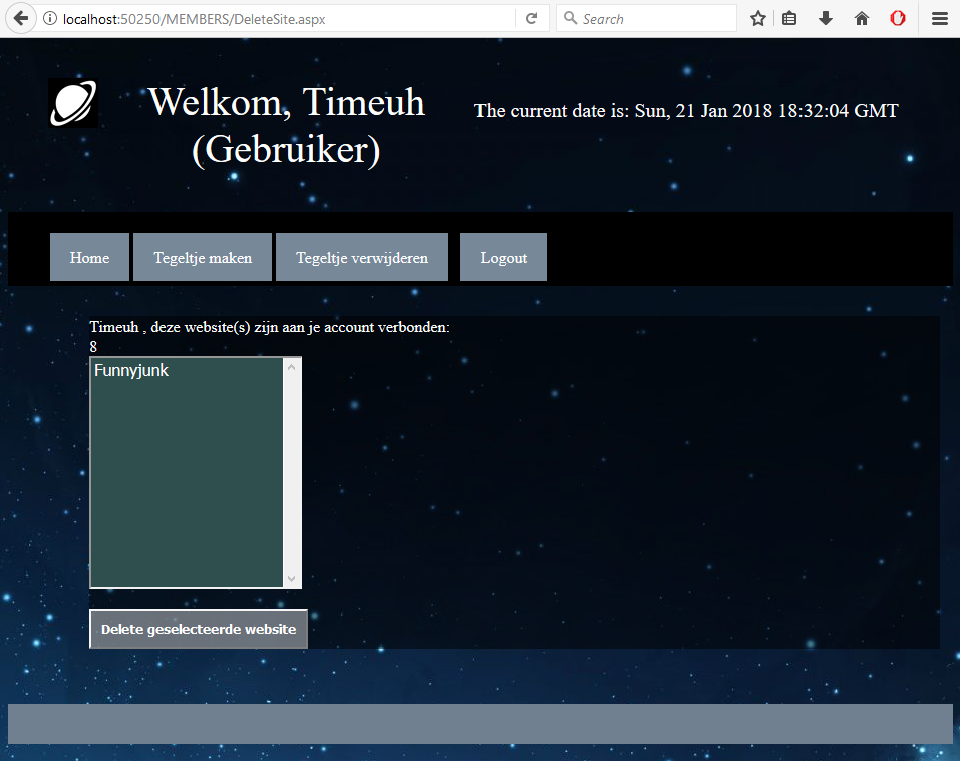 localhost:50250/MEMBERS/DeleteSite.aspx
Search
Welkom, Timeuh
(Gebruiker)
The current date is: Sun, 21 Jan 2018 18:32:04 GMT
Home
Tegeltje maken
Tegeltje verwijderen
Logout
Timeuh , deze website(s) zijn aan je account verbonden:
8
Funnyjunk
Delete geselecteerde website